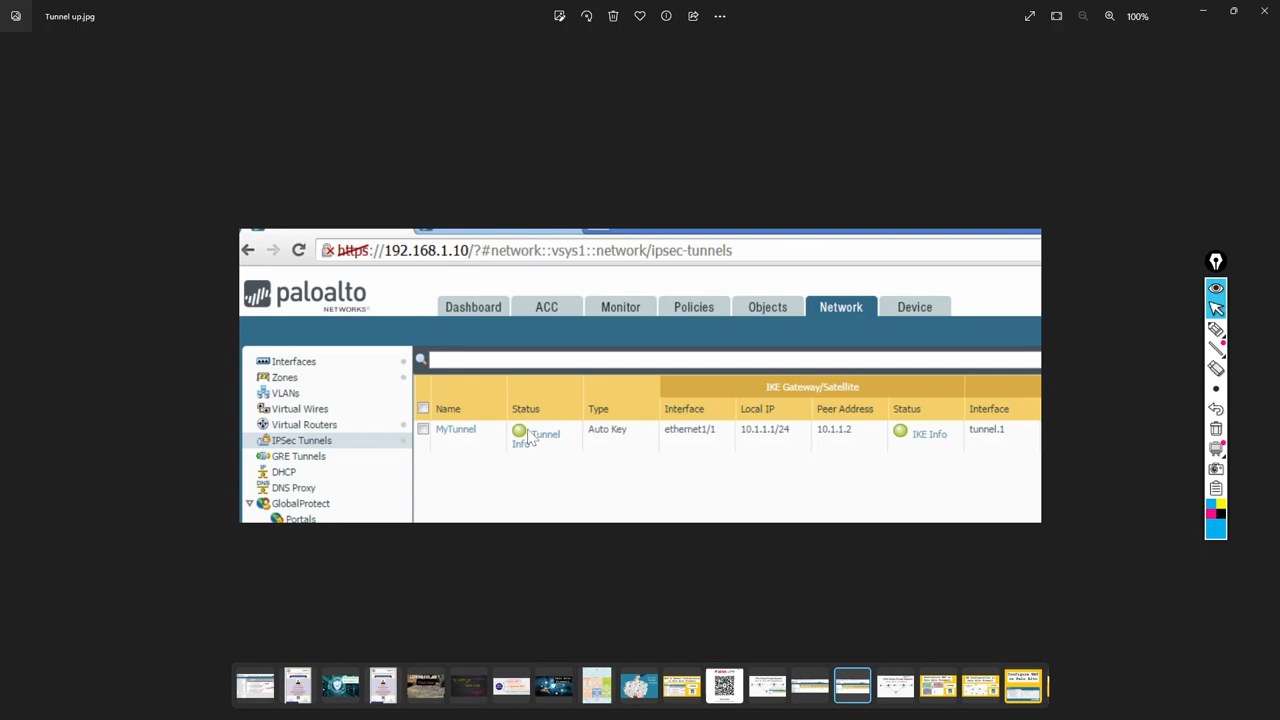 Tunnel up.jpg
100%
https://192.168.1.10/?#network::vsys1::network/ipsec-tunnels
paloalto
NETWORKS
Dashboard ACC Monitor Policies Objects Network Device
Interfaces
Zones
VLANs
Virtual Wires
Virtual Routers
IPSec Tunnels
GRE Tunnels
DHCP
DNS Proxy
GlobalProtect
Portals
IKE Gateway/Satellite
Name Status Type Interface Local IP Peer Address Status Interface
MyTunnel Tunnel Info Auto Key ethernet1/1 10.1.1.1/24 10.1.1.2 IKE Info tunnel.1